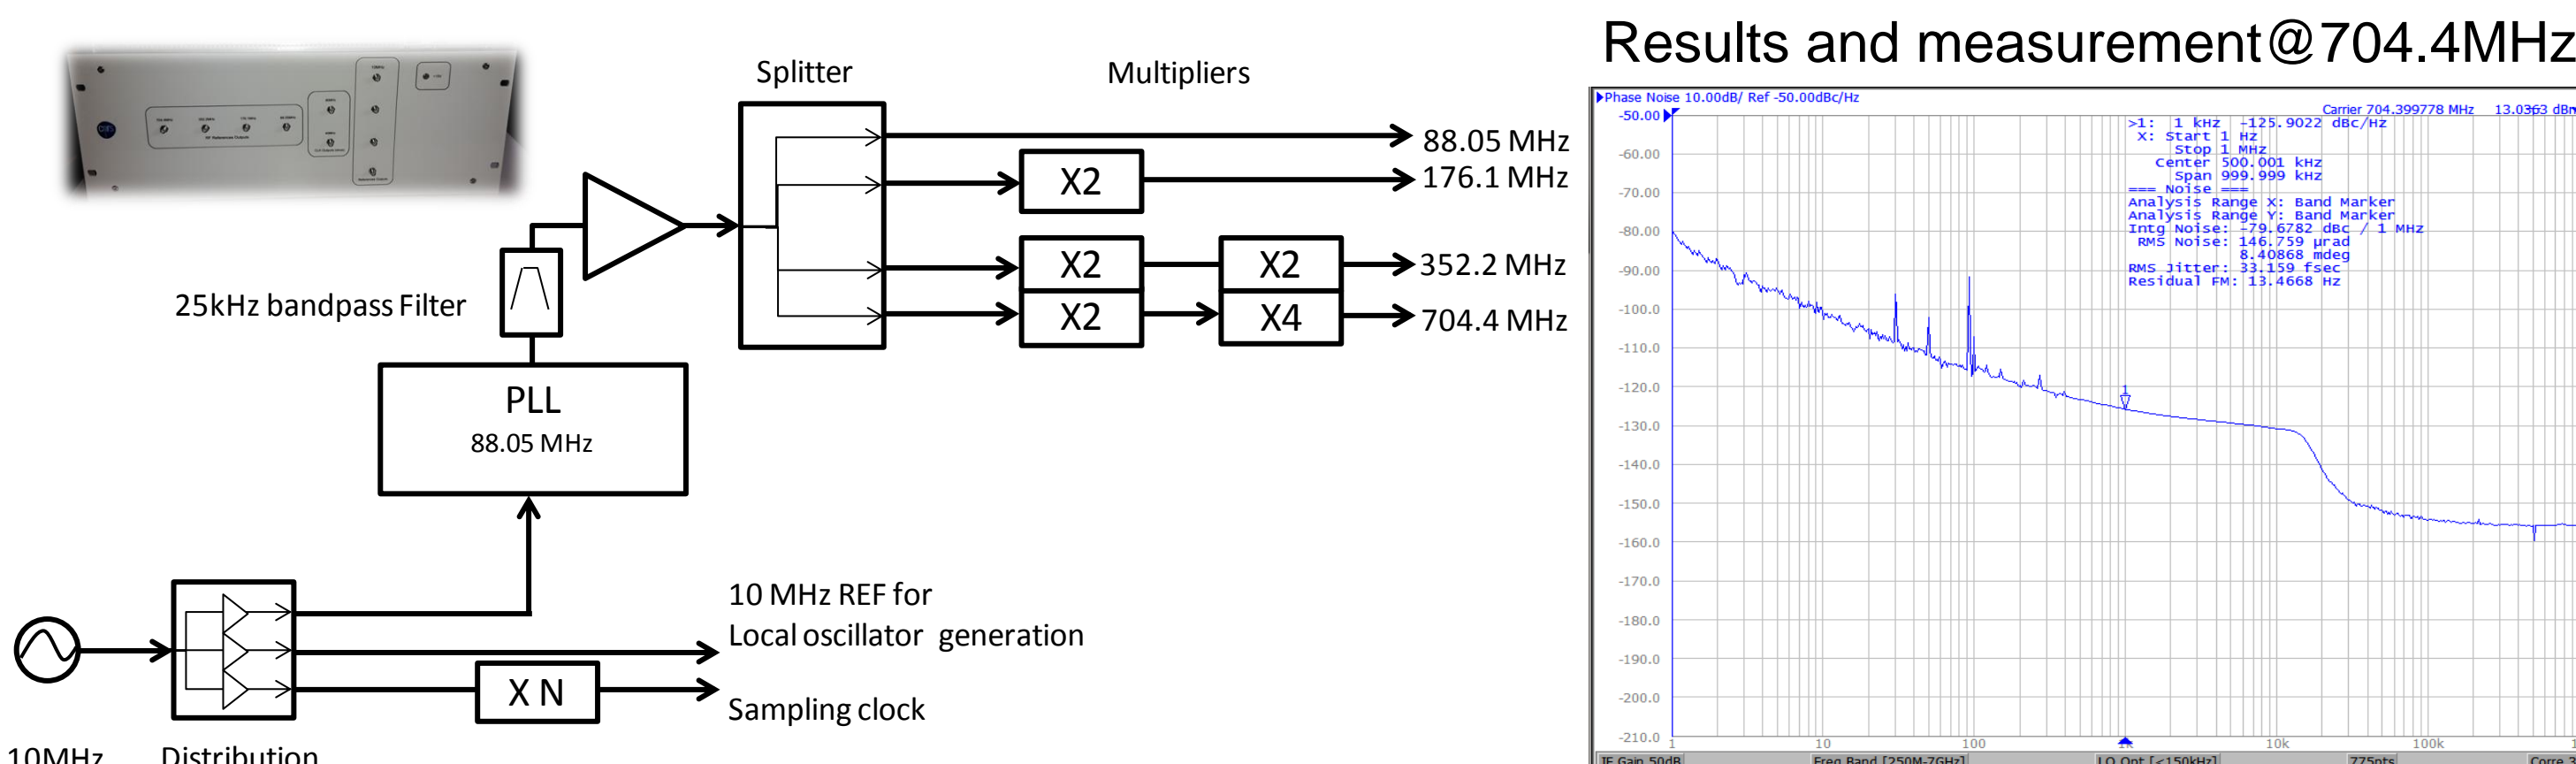 Results and measurement@704.4MHz
Splitter
Multipliers
88.05 MHz
X2
176.1 MHz
X2
X2
352.2 MHz
25kHz bandpass Filter
X2
X4
704.4 MHz
PLL
88.05 MHz
10 MHz REF for
Local oscillator generation
X N
Sampling clock
10MHz
Distribution
Phase Noise 10.00dB/ Ref -50.00dBc/Hz
Carrier 704.399778 MHz 13.0363 dBm
>1: 1 kHz -125.9022 dBc/Hz
X: Start 1 Hz
Stop 1 MHz
Center 500.001 kHz
Span 999.999 kHz
=== Noise ===
Analysis Range X: Band Marker
Analysis Range Y: Band Marker
Intg Noise: -79.6782 dBc / 1 MHz
RMS Noise: 146.759 µrad
8.40868 mdeg
RMS Jitter: 33.159 fsec
Residual FM: 13.4668 Hz
-50.00
-60.00
-70.00
-80.00
-90.00
-100.0
-110.0
-120.0
-130.0
-140.0
-150.0
-160.0
-170.0
-180.0
-190.0
-200.0
-210.0
1
1 10 100 1k 10k 100k
IF Gain 50dB Freq Band [250M-7GHz] LO Opt [<150kHz] 775pts